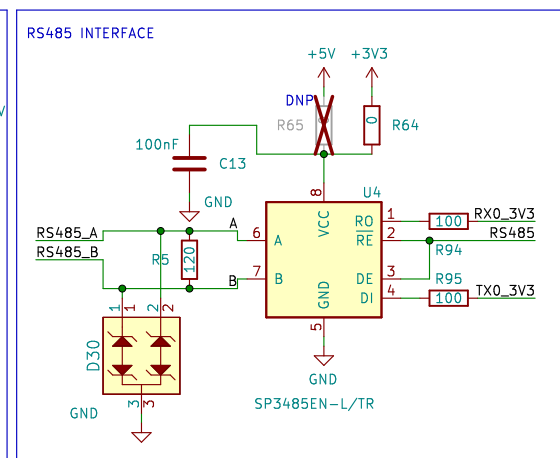 RS485 INTERFACE
V
+5V
+3V3
DNP
R65
0
R64
100nF
C13
GND
U4
8
VCC
RS485_A
RS485_B
A
B
R5
120
6
A
7
B
RO
RE
DE
DI
GND
1
2
3
4
5
100
RX0_3V3
RS485
R94
R95
100
TX0_3V3
GND
SP3485EN-L/TR
D30
1
1
2
2
3
3
GND